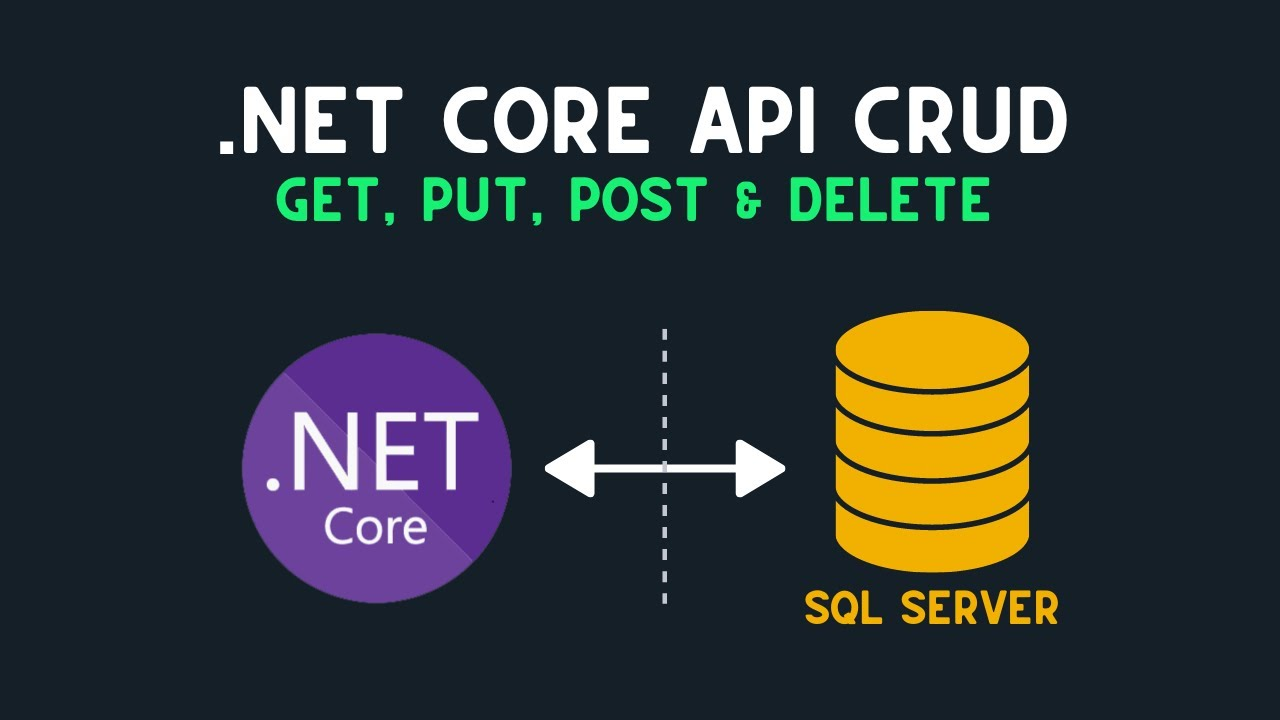 .NET CORE API CRUD
GET, PUT, POST & DELETE
.NET
Core
SQL SERVER